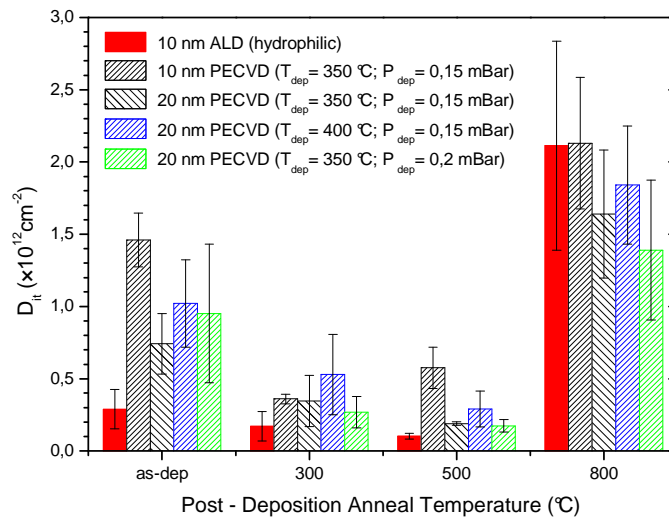 3,0
2,5
2,0
1,5
1,0
0,5
0,0
D_it (×10^12 cm^-2)
10 nm ALD (hydrophilic)
10 nm PECVD (T_dep= 350 °C; P_dep= 0,15 mBar)
20 nm PECVD (T_dep= 350 °C; P_dep= 0,15 mBar)
20 nm PECVD (T_dep= 400 °C; P_dep= 0,15 mBar)
20 nm PECVD (T_dep= 350 °C; P_dep= 0,2 mBar)
as-dep 300 500 800
Post - Deposition Anneal Temperature (°C)